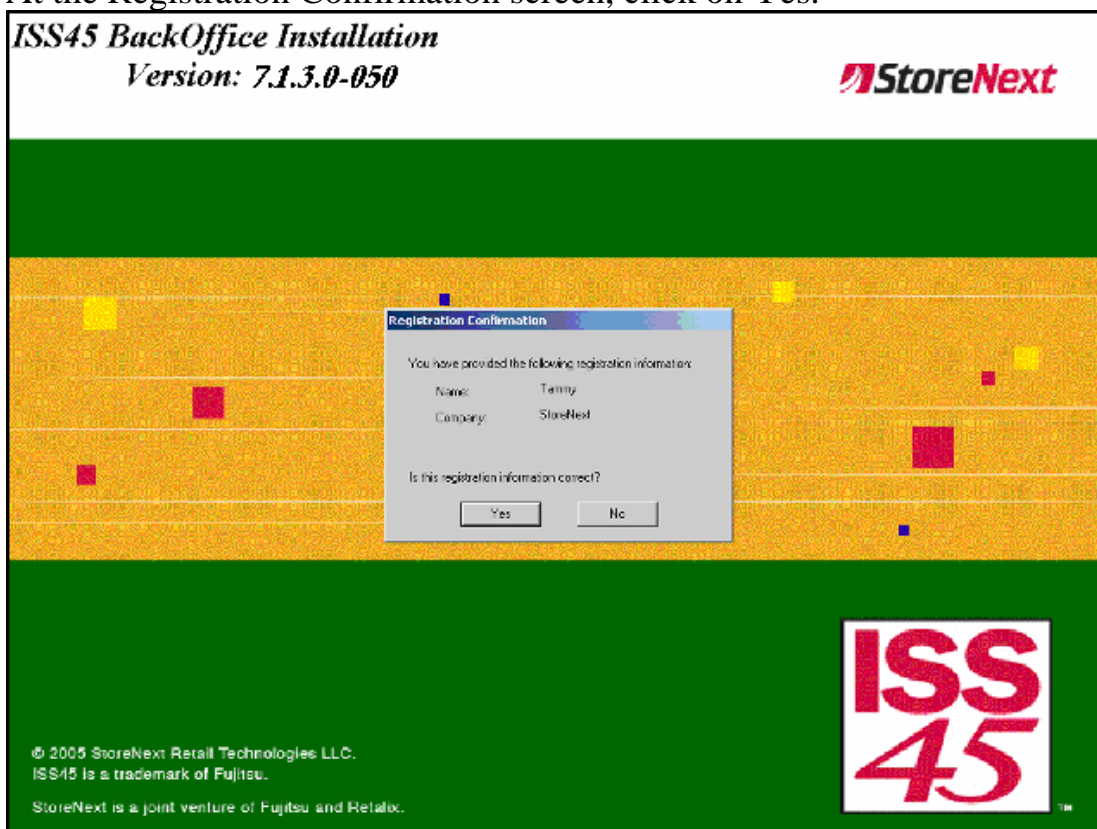 At the Registration Confirmation screen, click on Yes.
ISS45 BackOffice Installation
Version: 7.1.3.0-050
StoreNext
Registration Confirmation
You have provided the following registration information:
Name: Tammy
Company: StoreNext
Is this registration information correct?
Yes No
ISS
45
© 2005 StoreNext Retail Technologies LLC.
ISS45 is a trademark of Fujitsu.
StoreNext is a joint venture of Fujitsu and Retalix.
TM